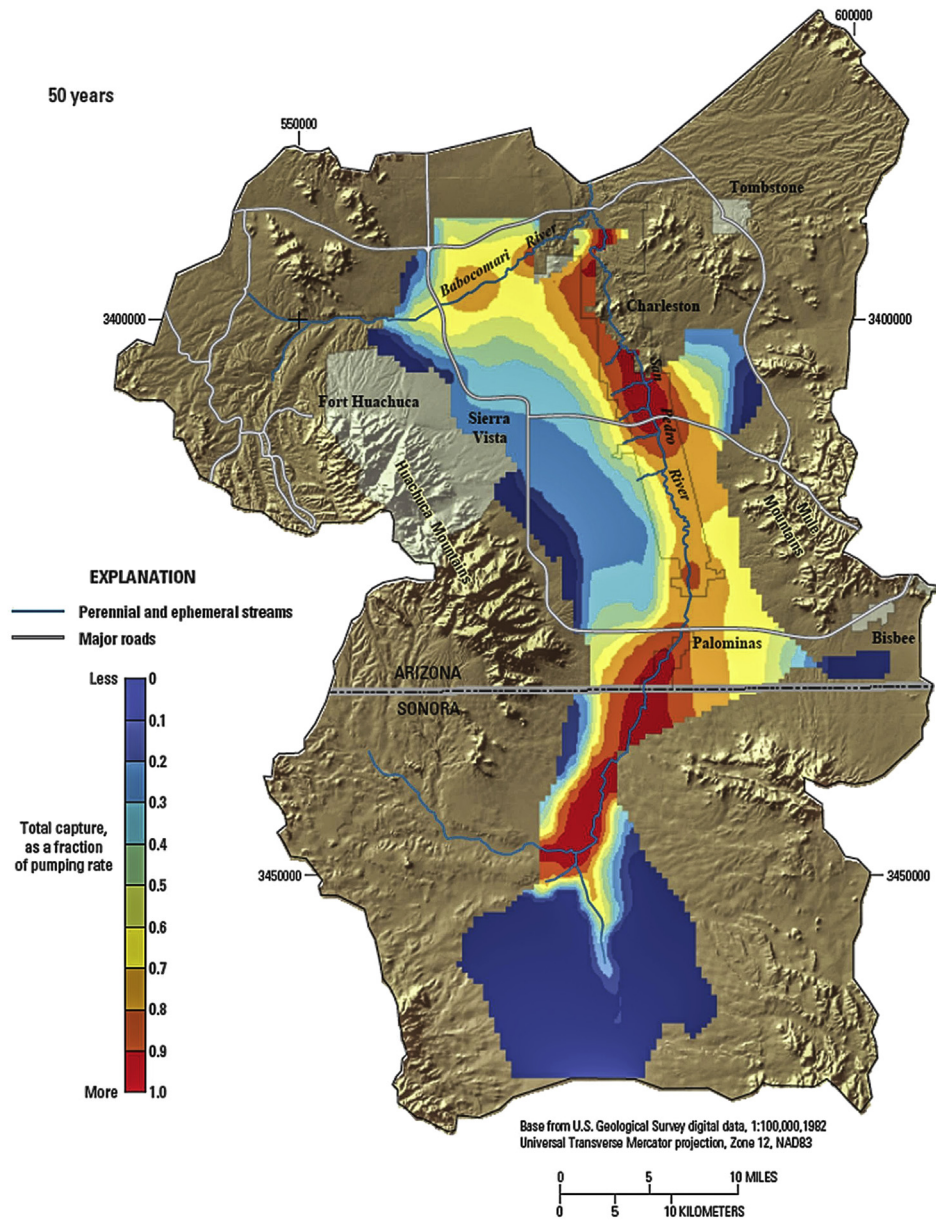 600000
50 years
550000
Tombstone
Babocomari River
Charleston
3400000
3400000
San Pedro River
Fort Huachuca
Sierra
Vista
Huachuca Mountains
Mule
Mountains
EXPLANATION
Perennial and ephemeral streams
Major roads
Palominas
Bisbee
ARIZONA
SONORA
Less
0
0.1
0.2
0.3
0.4
0.5
0.6
0.7
0.8
0.9
1.0
More
Total capture,
as a fraction
of pumping rate
3450000
3450000
Base from U.S. Geological Survey digital data, 1:100,000,1982
Universal Transverse Mercator projection, Zone 12, NAD83
0 5 10 MILES
0 5 10 KILOMETERS